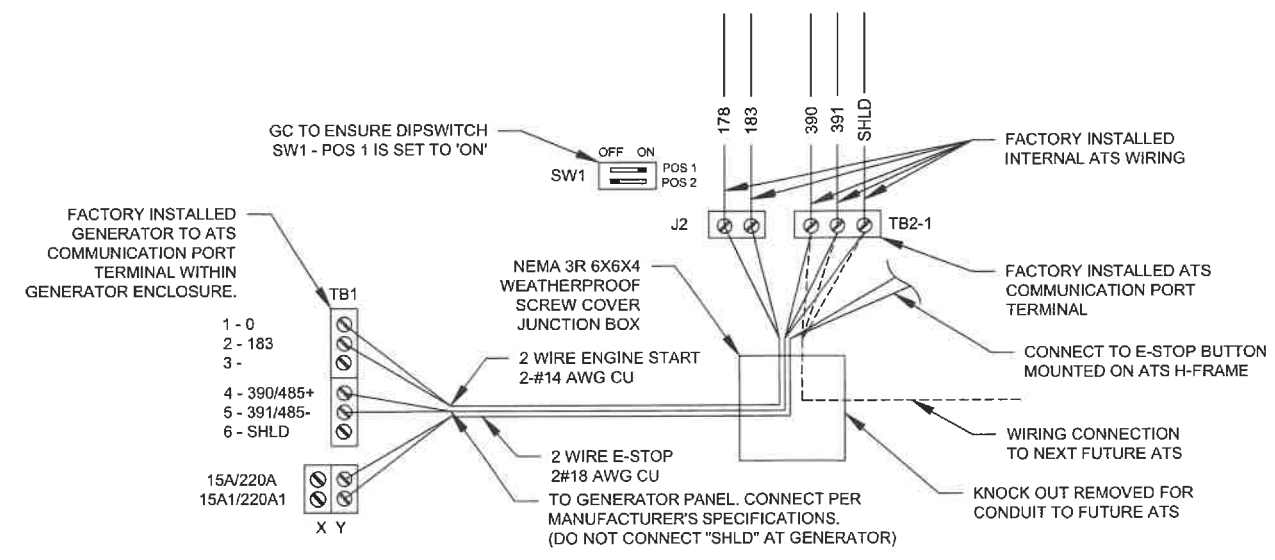 178
183
390
391
SHLD
GC TO ENSURE DIPSWITCH
SW1 - POS 1 IS SET TO 'ON'
OFF ON
SW1
POS 1
POS 2
FACTORY INSTALLED
INTERNAL ATS WIRING
J2
TB2-1
FACTORY INSTALLED
GENERATOR TO ATS
COMMUNICATION PORT
TERMINAL WITHIN
GENERATOR ENCLOSURE.
NEMA 3R 6X6X4
WEATHERPROOF
SCREW COVER
JUNCTION BOX
FACTORY INSTALLED ATS
COMMUNICATION PORT
TERMINAL
TB1
1 - 0
2 - 183
3 -
4 - 390/485+
5 - 391/485-
6 - SHLD
2 WIRE ENGINE START
2-#14 AWG CU
CONNECT TO E-STOP BUTTON
MOUNTED ON ATS H-FRAME
WIRING CONNECTION
TO NEXT FUTURE ATS
2 WIRE E-STOP
2#18 AWG CU
15A/220A
15A1/220A1
X Y
TO GENERATOR PANEL. CONNECT PER
MANUFACTURER'S SPECIFICATIONS.
(DO NOT CONNECT "SHLD" AT GENERATOR)
KNOCK OUT REMOVED FOR
CONDUIT TO FUTURE ATS